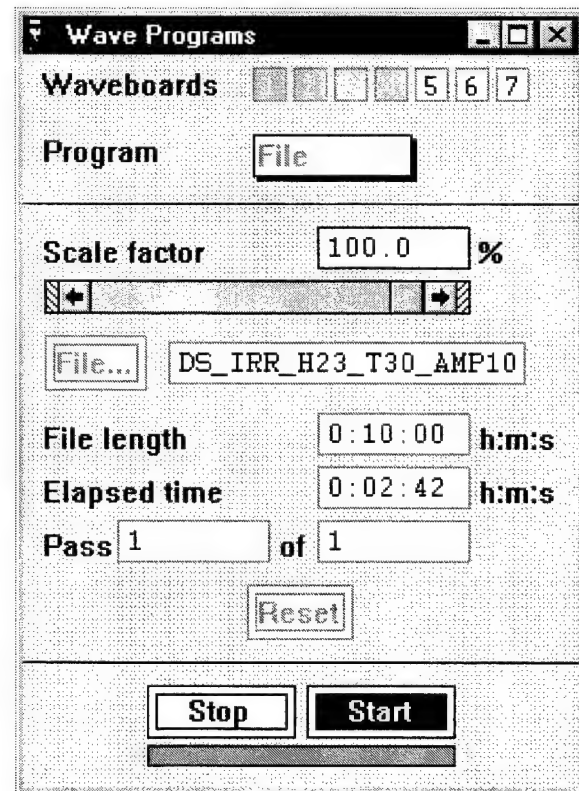 Wave Programs
Waveboards 5 6 7
Program File
Scale factor 100.0 %
File... DS_IRR_H23_T30_AMP10
File length 0:10:00 h:m:s
Elapsed time 0:02:42 h:m:s
Pass 1 of 1
Reset
Stop Start